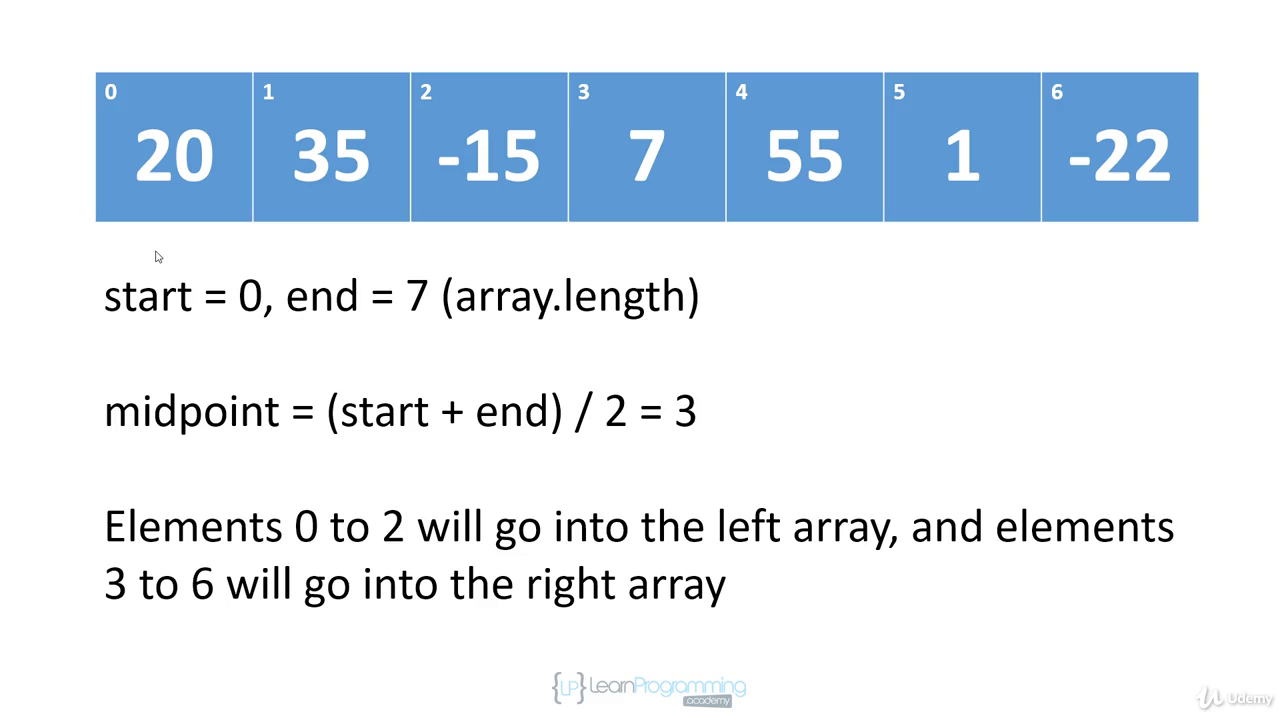 0 1 2 3 4 5 6
20 35 -15 7 55 1 -22
start = 0, end = 7 (array.length)
midpoint = (start + end) / 2 = 3
Elements 0 to 2 will go into the left array, and elements
3 to 6 will go into the right array
{LP} LearnProgramming
academy
Udemy